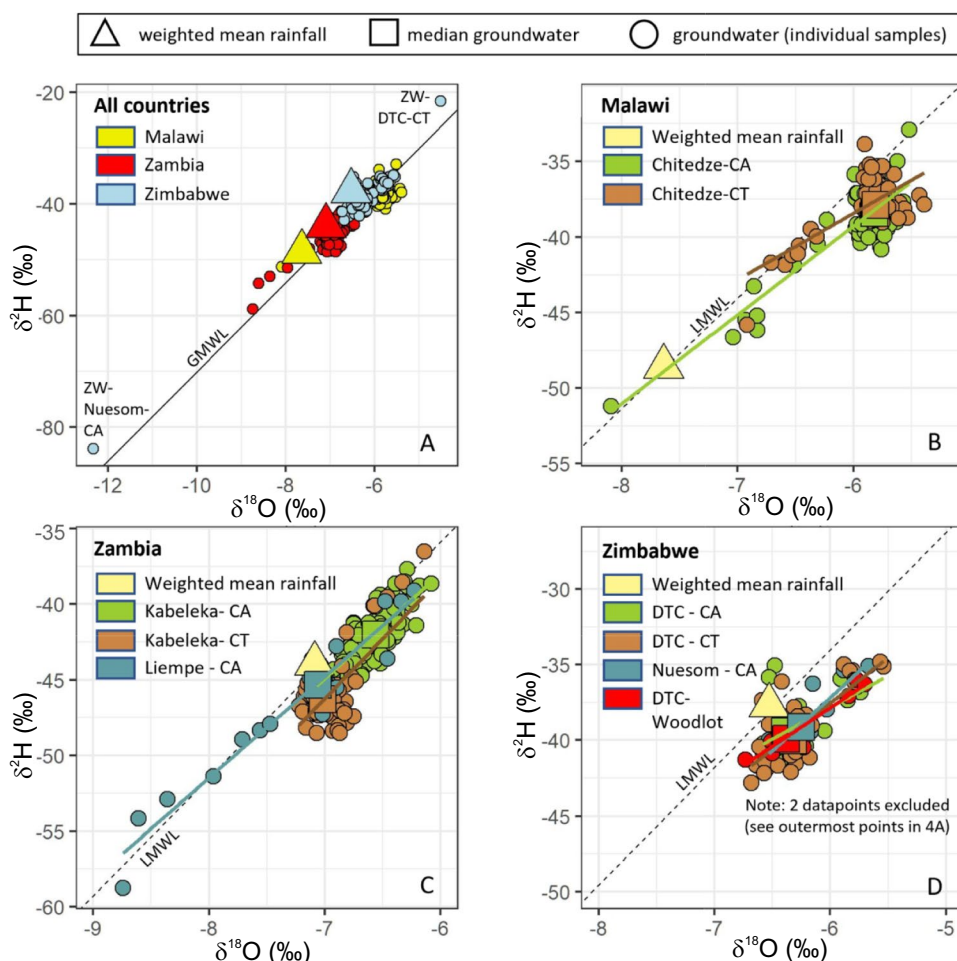 weighted mean rainfall median groundwater groundwater (individual samples)
All countries
Malawi
Zambia
Zimbabwe
ZW-
DTC-CT
GMWL
ZW-
Nuesom-
CA
A
-20
-40
-60
-80
-12 -10 -8 -6
δ²H (‰)
δ¹⁸O (‰)
Malawi
Weighted mean rainfall
Chitedze-CA
Chitedze-CT
LMWL
B
-35
-40
-45
-50
-55
-8 -7 -6
δ²H (‰)
δ¹⁸O (‰)
Zambia
Weighted mean rainfall
Kabeleka- CA
Kabeleka- CT
Liempe - CA
LMWL
C
-35
-40
-45
-50
-55
-60
-9 -8 -7 -6
δ²H (‰)
δ¹⁸O (‰)
Zimbabwe
Weighted mean rainfall
DTC - CA
DTC - CT
Nuesom - CA
DTC-
Woodlot
LMWL
Note: 2 datapoints excluded
(see outermost points in 4A)
D
-30
-35
-40
-45
-50
-8 -7 -6 -5
δ²H (‰)
δ¹⁸O (‰)